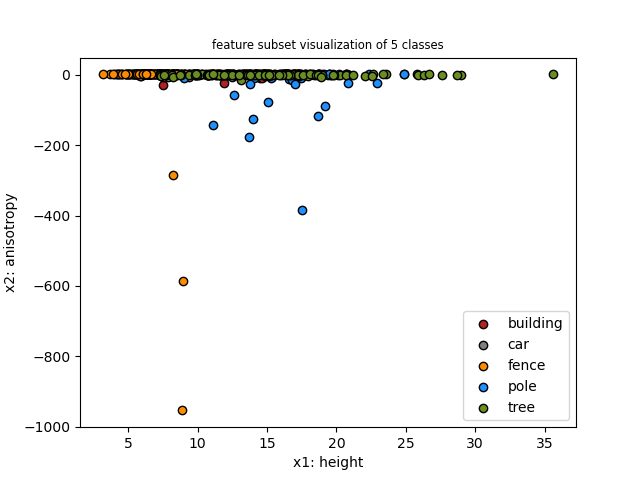 feature subset visualization of 5 classes
x2: anisotropy
0
−200
−400
−600
−800
−1000
building
car
fence
pole
tree
5 10 15 20 25 30 35
x1: height